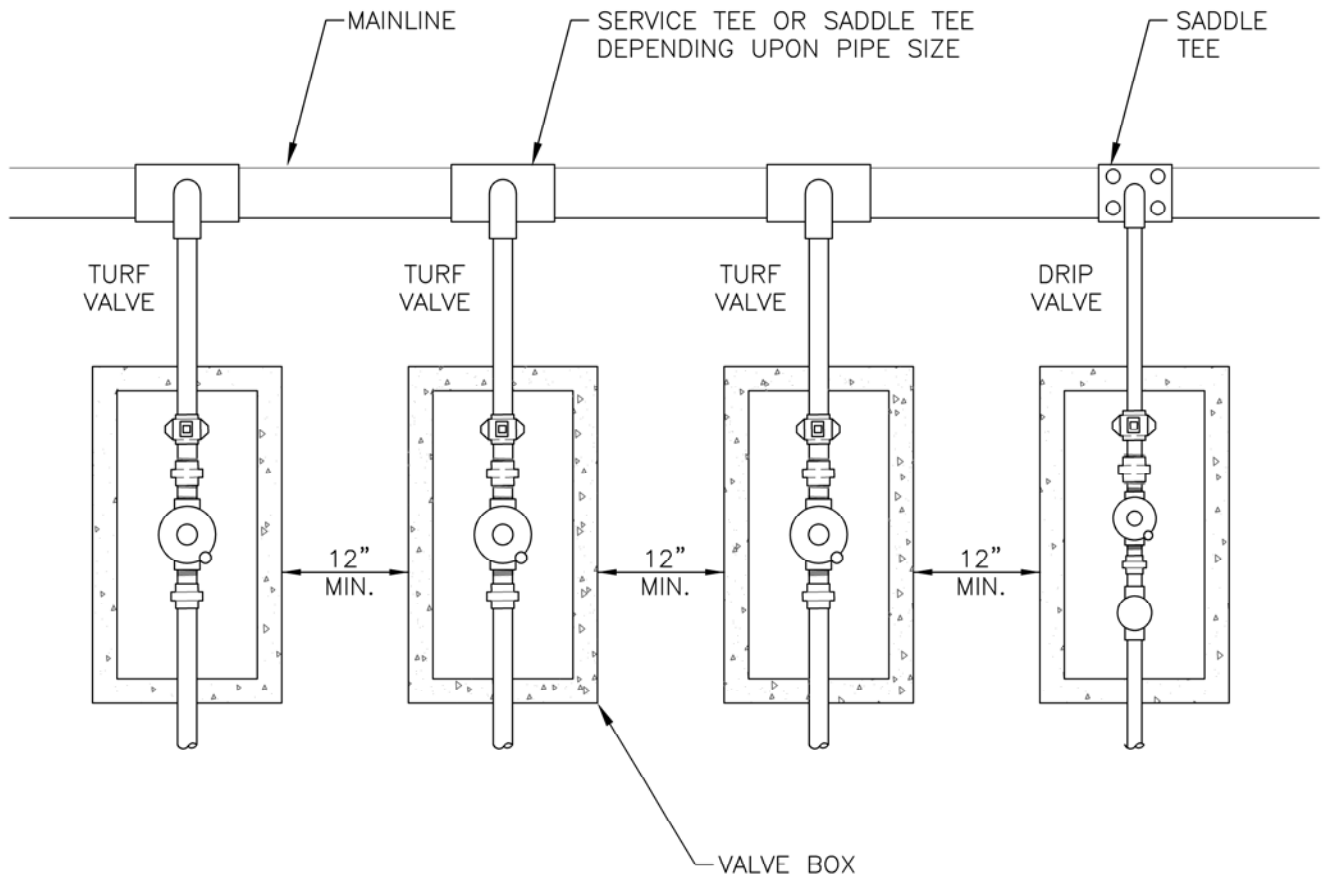 MAINLINE
SERVICE TEE OR SADDLE TEE
DEPENDING UPON PIPE SIZE
SADDLE
TEE
TURF
VALVE
TURF
VALVE
TURF
VALVE
DRIP
VALVE
12"
MIN.
12"
MIN.
12"
MIN.
VALVE BOX